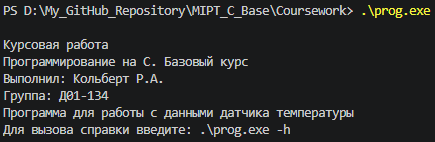 PS D:\My_GitHub_Repository\MIPT_C_Base\Coursework> .\prog.exe
Курсовая работа
Программирование на С. Базовый курс
Выполнил: Кольберт Р.А.
Группа: Д01-134
Программа для работы с данными датчика температуры
Для вызова справки введите: .\prog.exe -h